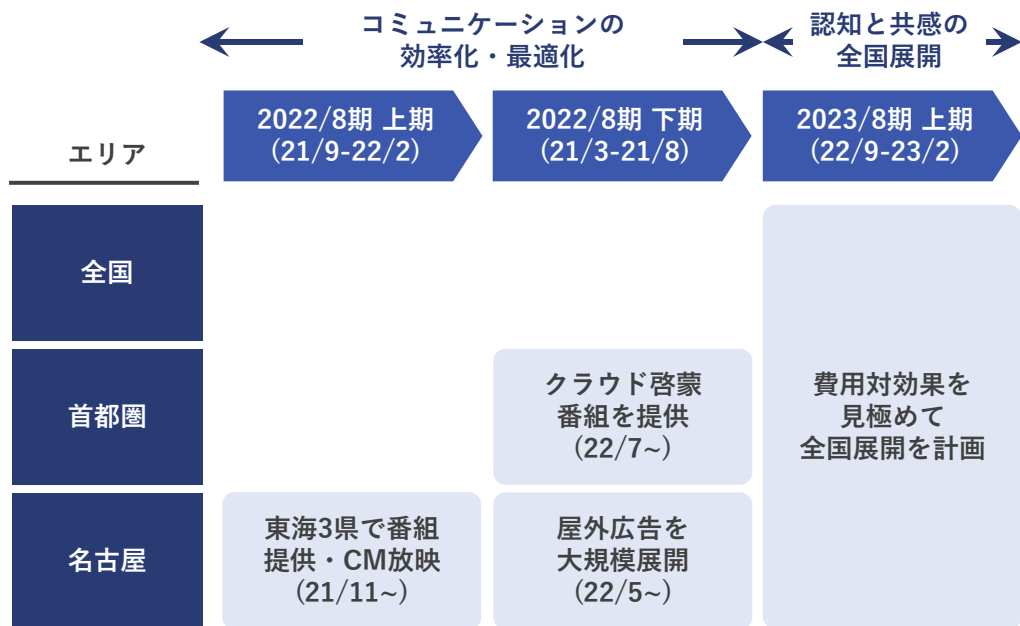 コミュニケーションの
効率化・最適化
認知と共感の
全国展開
エリア
2022/8期 上期
(21/9-22/2)
2022/8期 下期
(21/3-21/8)
2023/8期 上期
(22/9-23/2)
全国
首都圏
クラウド啓蒙
番組を提供
(22/7~)
費用対効果を
見極めて
全国展開を計画
名古屋
東海3県で番組
提供・CM放映
(21/11~)
屋外広告を
大規模展開
(22/5~)